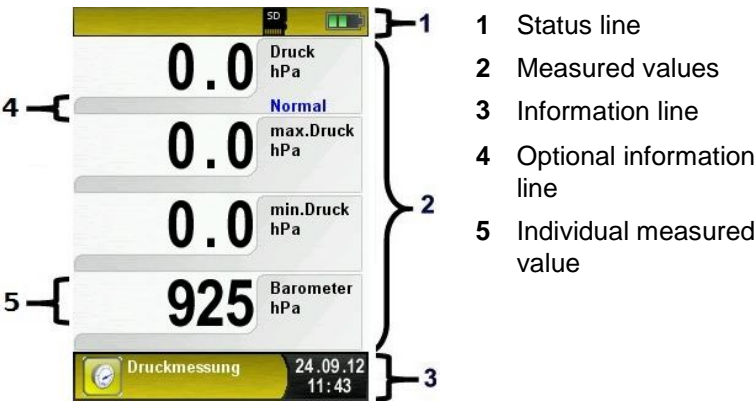 SD
0.0 Druck
hPa
Normal
0.0 max.Druck
hPa
0.0 min.Druck
hPa
925 Barometer
hPa
Druckmessung 24.09.12
11:43
1
4
2
5
3
1 Status line
2 Measured values
3 Information line
4 Optional information
line
5 Individual measured
value